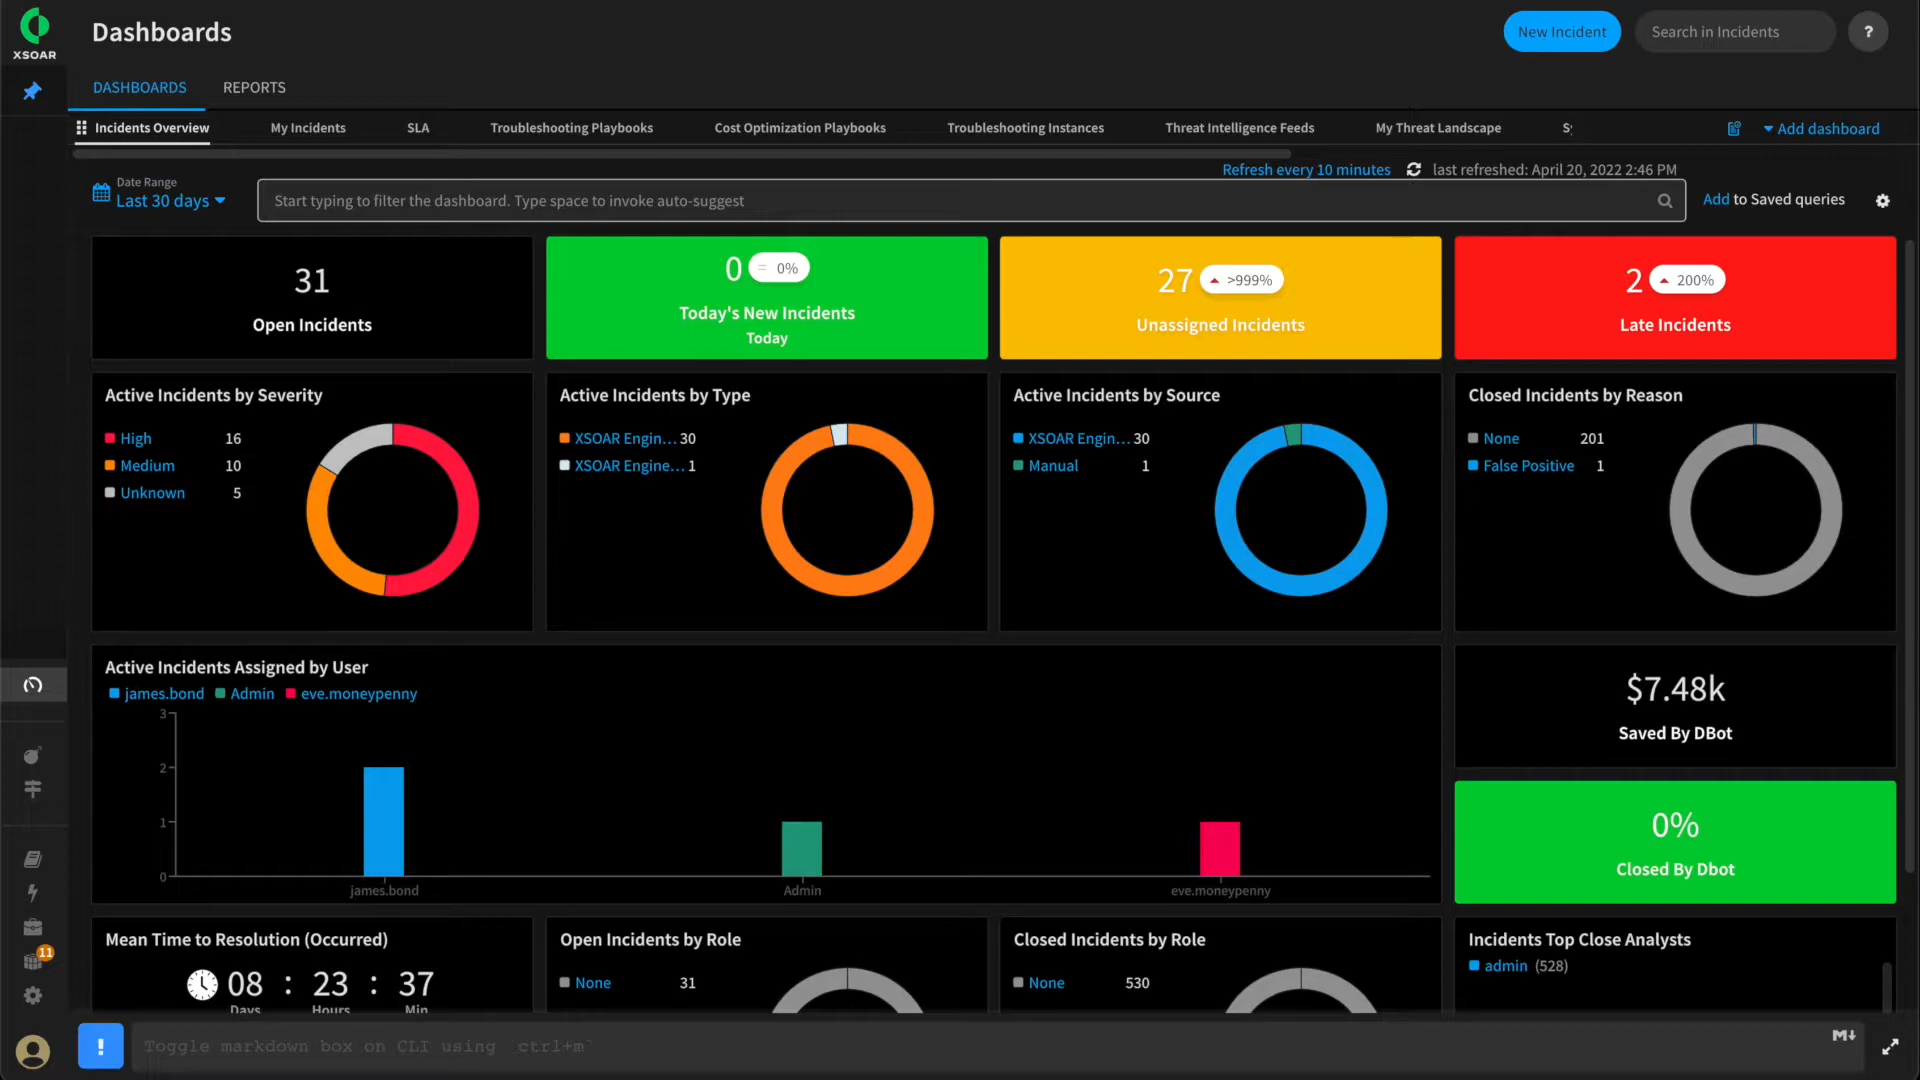 XSOAR
Dashboards
New Incident
Search in Incidents
?
DASHBOARDS
REPORTS
Incidents Overview
My Incidents
SLA
Troubleshooting Playbooks
Cost Optimization Playbooks
Troubleshooting Instances
Threat Intelligence Feeds
My Threat Landscape
Add dashboard
Refresh every 10 minutes
last refreshed: April 20, 2022 2:46 PM
Date Range
Last 30 days
Start typing to filter the dashboard. Type space to invoke auto-suggest
Add to Saved queries
31
Open Incidents
0 = 0%
Today's New Incidents
Today
27 >999%
Unassigned Incidents
2 200%
Late Incidents
Active Incidents by Severity
High 16
Medium 10
Unknown 5
Active Incidents by Type
XSOAR Engin... 30
XSOAR Engine... 1
Active Incidents by Source
XSOAR Engin... 30
Manual 1
Closed Incidents by Reason
None 201
False Positive 1
Active Incidents Assigned by User
james.bond Admin eve.moneypenny
3
2
1
0
james.bond
Admin
eve.moneypenny
$7.48k
Saved By DBot
0%
Closed By Dbot
Mean Time to Resolution (Occurred)
08 : 23 : 37
Days Hours Min
Open Incidents by Role
None 31
Closed Incidents by Role
None 530
Incidents Top Close Analysts
admin (528)
11
!
Toggle markdown box on CLI using `ctrl+m`
M